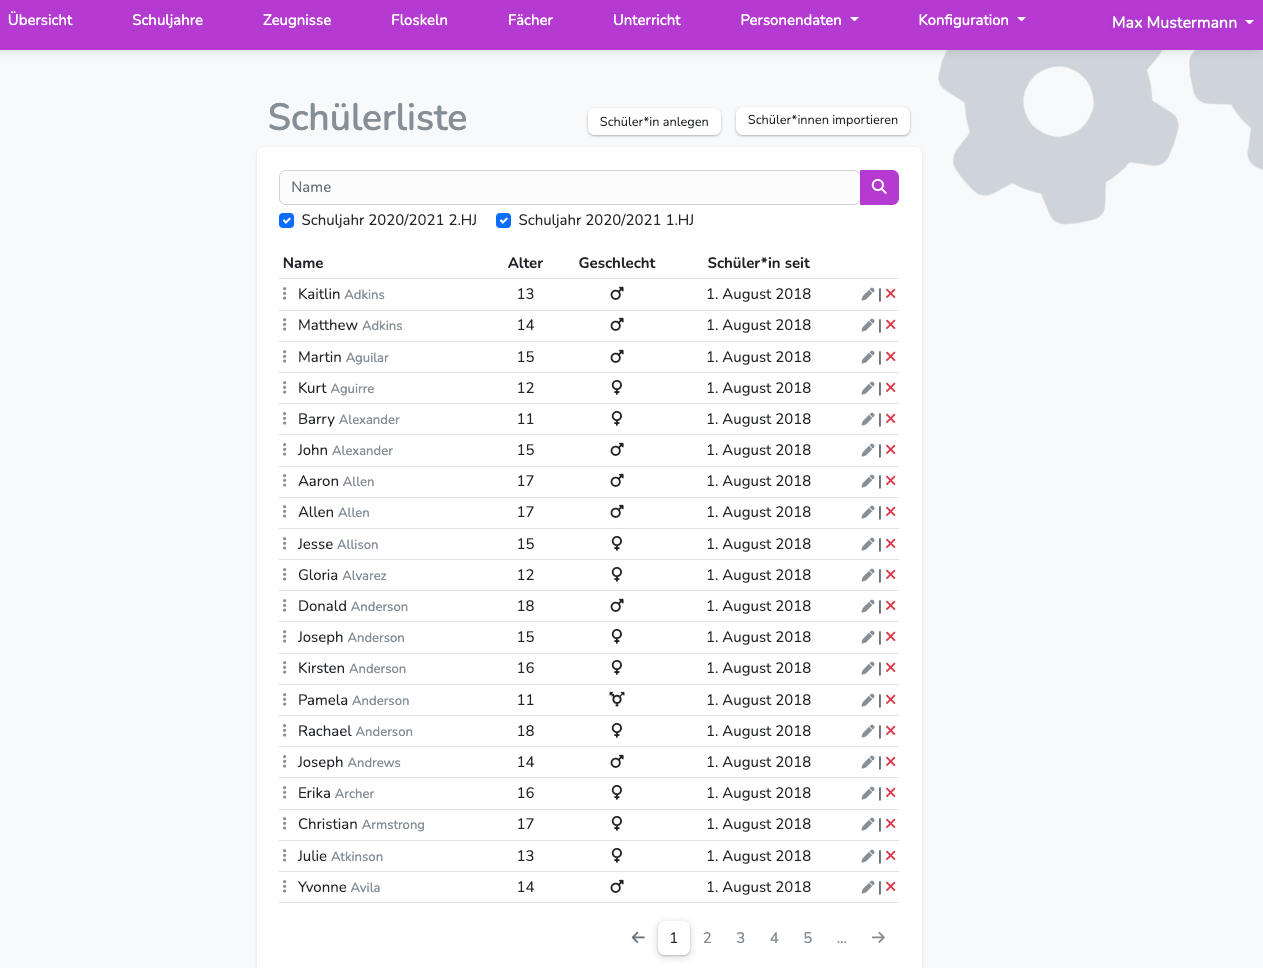 Übersicht Schuljahre Zeugnisse Floskeln Fächer Unterricht Personendaten Konfiguration Max Mustermann
Schülerliste Schüler*in anlegen Schüler*innen importieren
Name
Schuljahr 2020/2021 2.HJ Schuljahr 2020/2021 1.HJ
Name Alter Geschlecht Schüler*in seit
Kaitlin Adkins 13 ♂ 1. August 2018 |
Matthew Adkins 14 ♂ 1. August 2018 |
Martin Aguilar 15 ♂ 1. August 2018 |
Kurt Aguirre 12 ♀ 1. August 2018 |
Barry Alexander 11 ♀ 1. August 2018 |
John Alexander 15 ♂ 1. August 2018 |
Aaron Allen 17 ♂ 1. August 2018 |
Allen Allen 17 ♂ 1. August 2018 |
Jesse Allison 15 ♀ 1. August 2018 |
Gloria Alvarez 12 ♀ 1. August 2018 |
Donald Anderson 18 ♂ 1. August 2018 |
Joseph Anderson 15 ♀ 1. August 2018 |
Kirsten Anderson 16 ♀ 1. August 2018 |
Pamela Anderson 11 ⚧ 1. August 2018 |
Rachael Anderson 18 ♀ 1. August 2018 |
Joseph Andrews 14 ♂ 1. August 2018 |
Erika Archer 16 ♀ 1. August 2018 |
Christian Armstrong 17 ♀ 1. August 2018 |
Julie Atkinson 13 ♀ 1. August 2018 |
Yvonne Avila 14 ♂ 1. August 2018 |
← 1 2 3 4 5 ... →